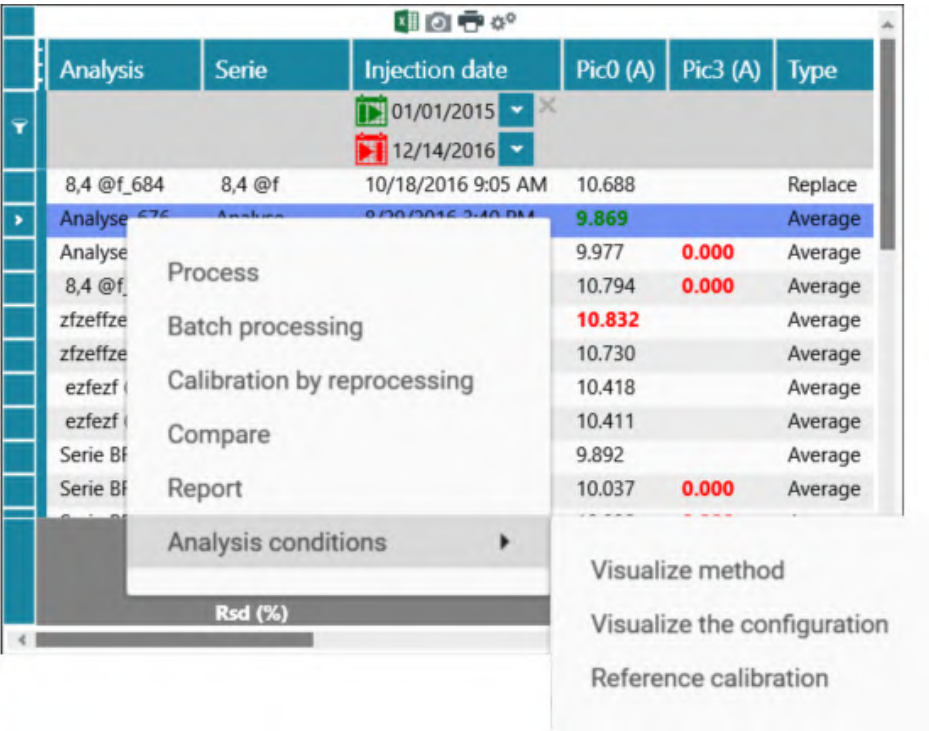 Analysis Serie Injection date Pic0 (A) Pic3 (A) Type
01/01/2015
12/14/2016
8,4 @f_684 8,4 @f 10/18/2016 9:05 AM 10.688 Replace
9.869 Average
Analyse 9.977 0.000 Average
8,4 @f_ 10.794 0.000 Average
zfzeffze 10.832 Average
zfzeffze 10.730 Average
ezfezf 10.418 Average
ezfezf 10.411 Average
Serie BF 9.892 Average
Serie BF 10.037 0.000 Average
Process
Batch processing
Calibration by reprocessing
Compare
Report
Analysis conditions
Rsd (%)
Visualize method
Visualize the configuration
Reference calibration